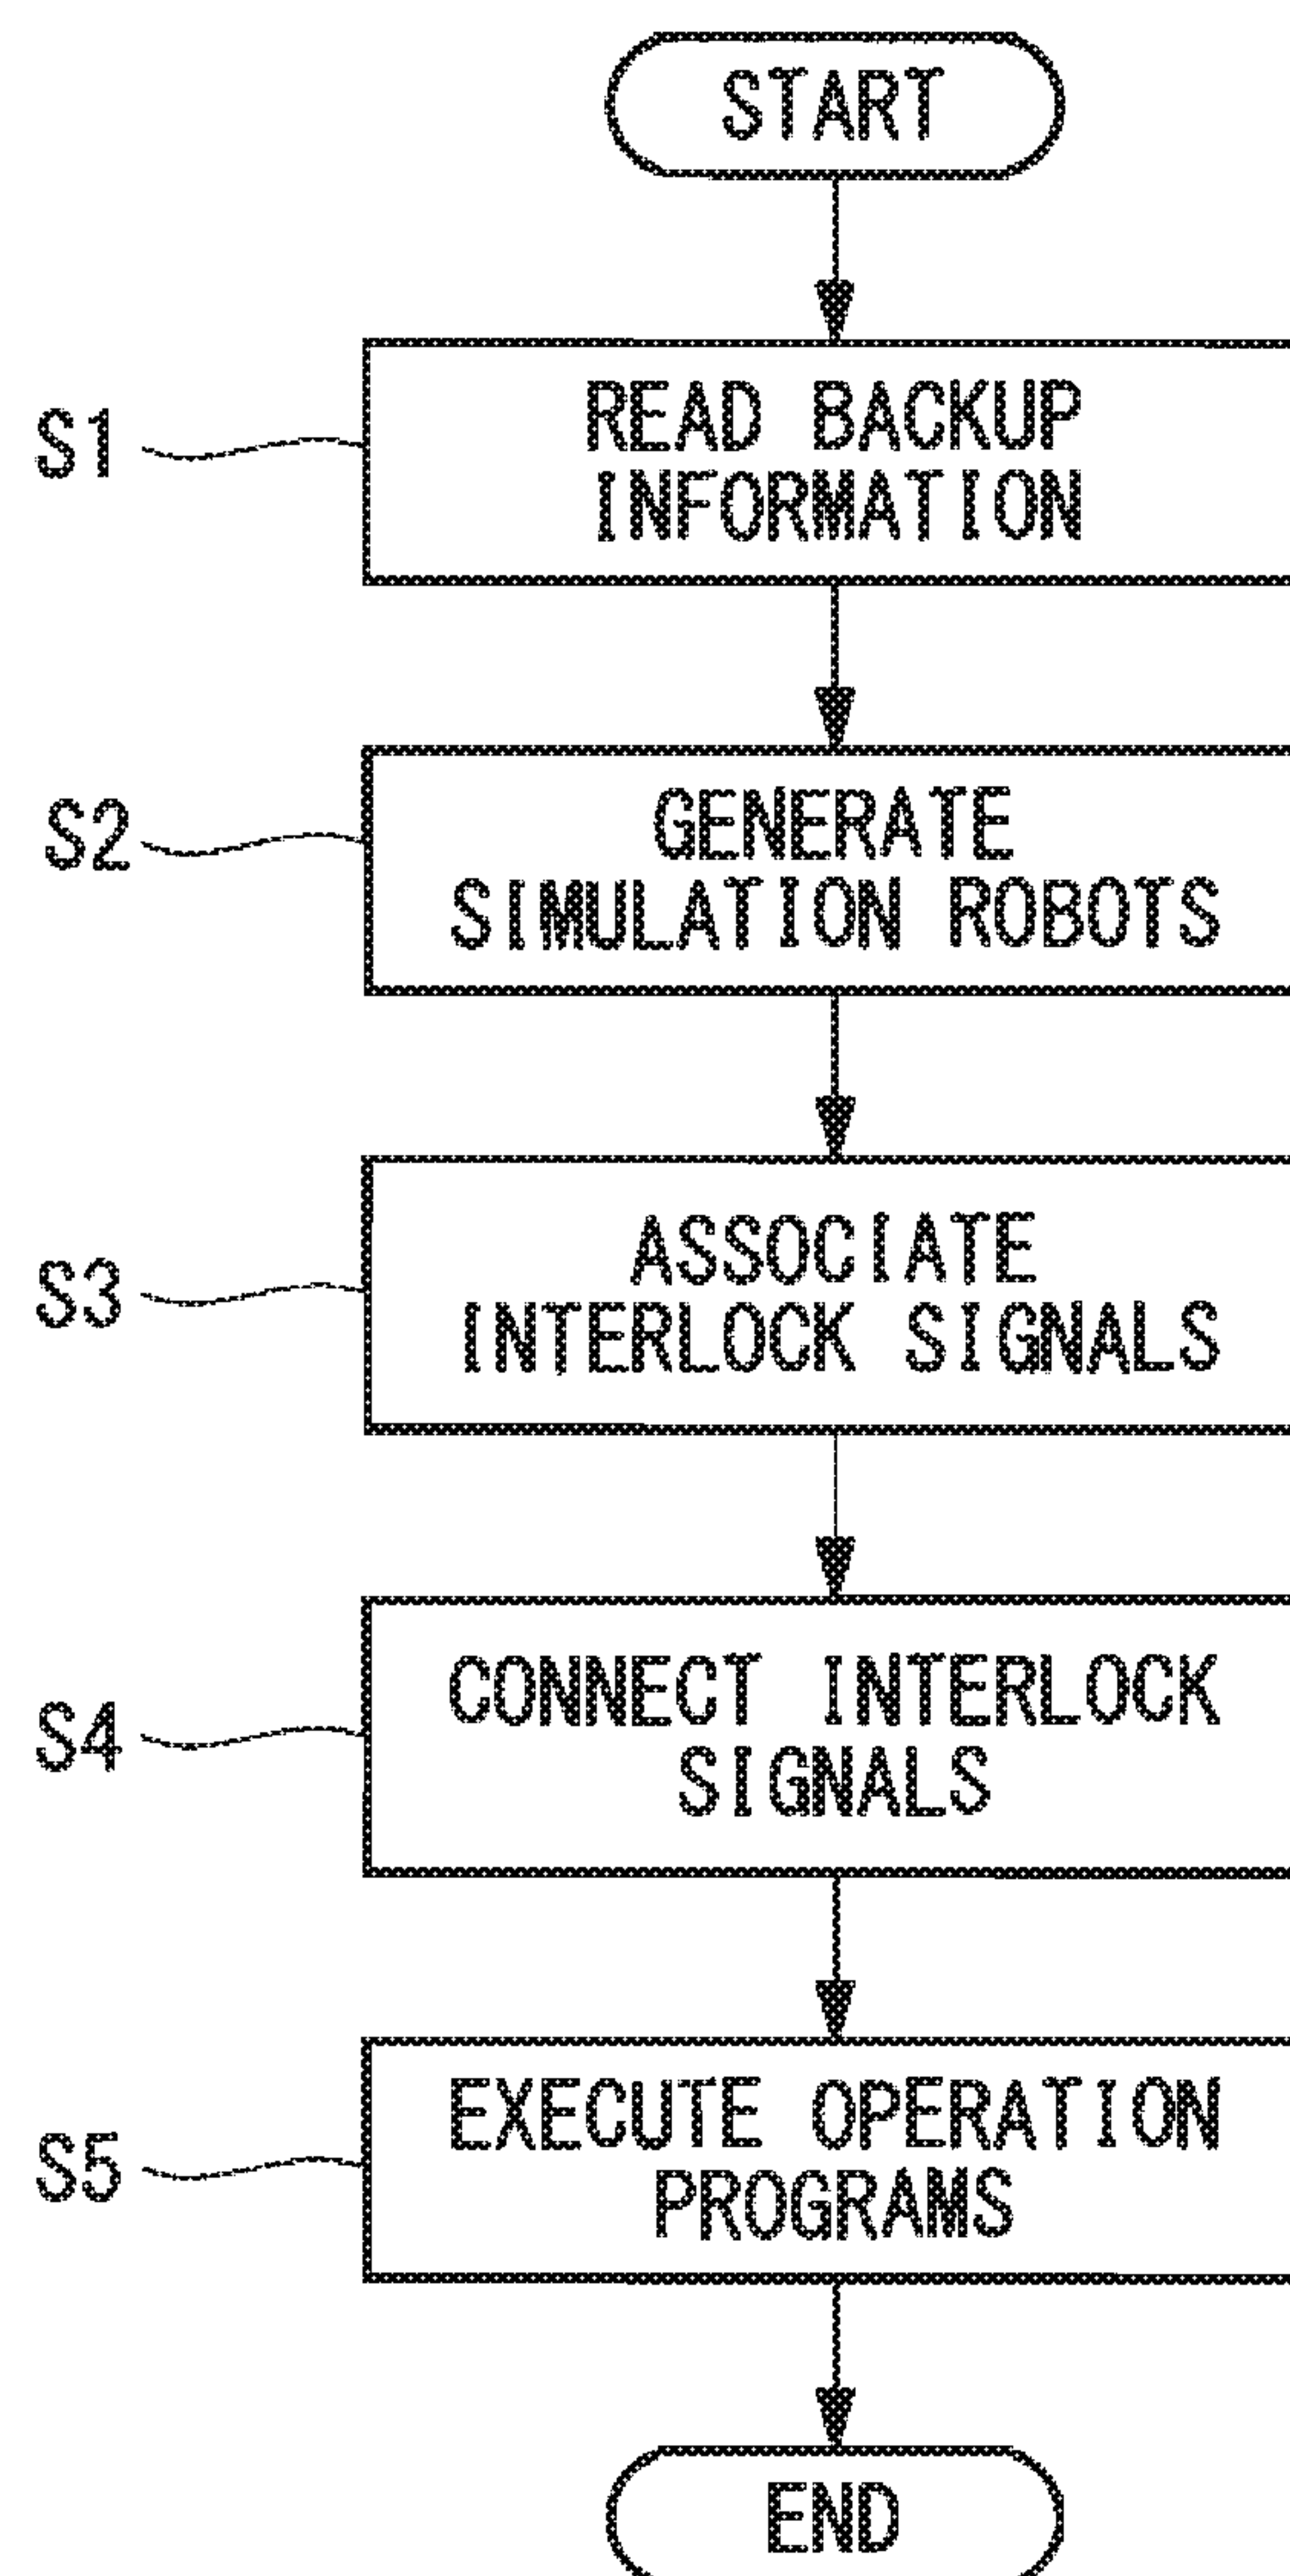 START
S1
READ BACKUP
INFORMATION
S2
GENERATE
SIMULATION ROBOTS
S3
ASSOCIATE
INTERLOCK SIGNALS
S4
CONNECT INTERLOCK
SIGNALS
S5
EXECUTE OPERATION
PROGRAMS
END